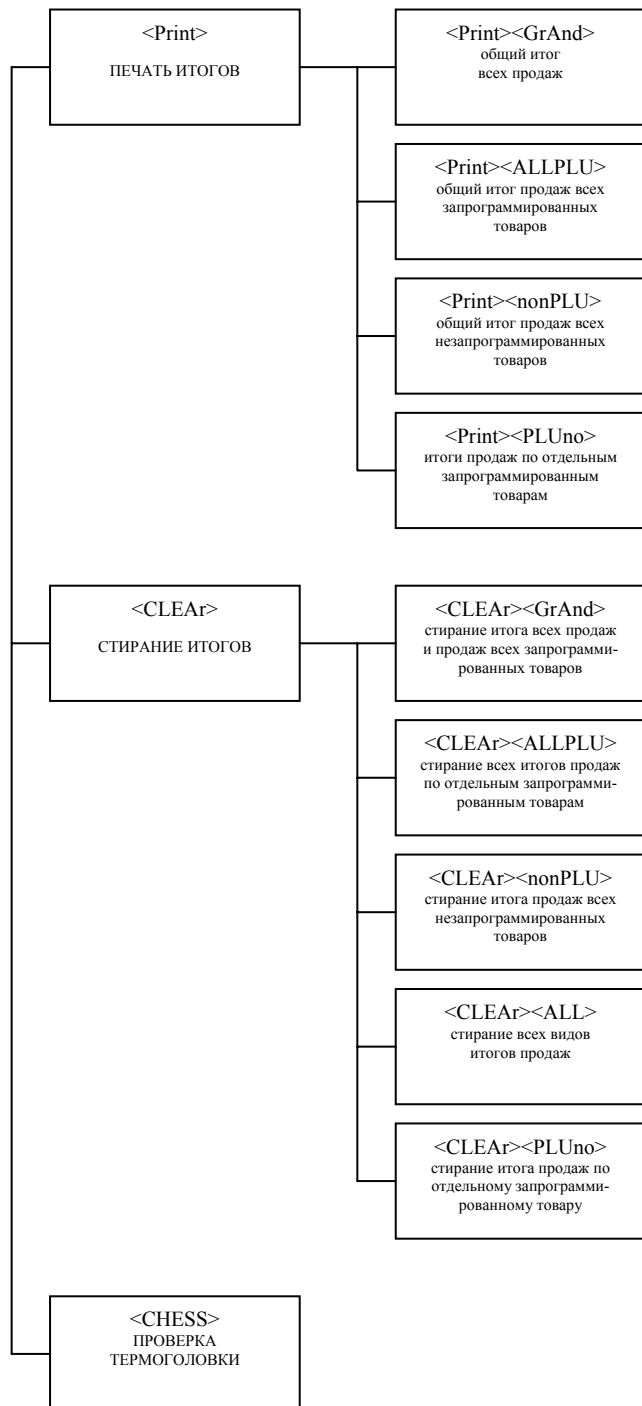 <Print>
ПЕЧАТЬ ИТОГОВ
<Print><GrAnd>
общий итог
всех продаж
<Print><ALLPLU>
общий итог продаж всех
запрограммированных
товаров
<Print><nonPLU>
общий итог продаж всех
незапрограммированных
товаров
<Print><PLUno>
итоги продаж по отдельным
запрограммированным
товарам
<CLEAr>
СТИРАНИЕ ИТОГОВ
<CLEAr><GrAnd>
стирание итога всех продаж
и продаж всех запрограмми-
рованных товаров
<CLEAr><ALLPLU>
стирание всех итогов продаж
по отдельным запрограмми-
рованным товарам
<CLEAr><nonPLU>
стирание итога продаж всех
незапрограммированных
товаров
<CLEAr><ALL>
стирание всех видов
итогов продаж
<CLEAr><PLUno>
стирание итога продаж по
отдельному запрограмми-
рованному товару
<CHESS>
ПРОВЕРКА
ТЕРМОГОЛОВКИ